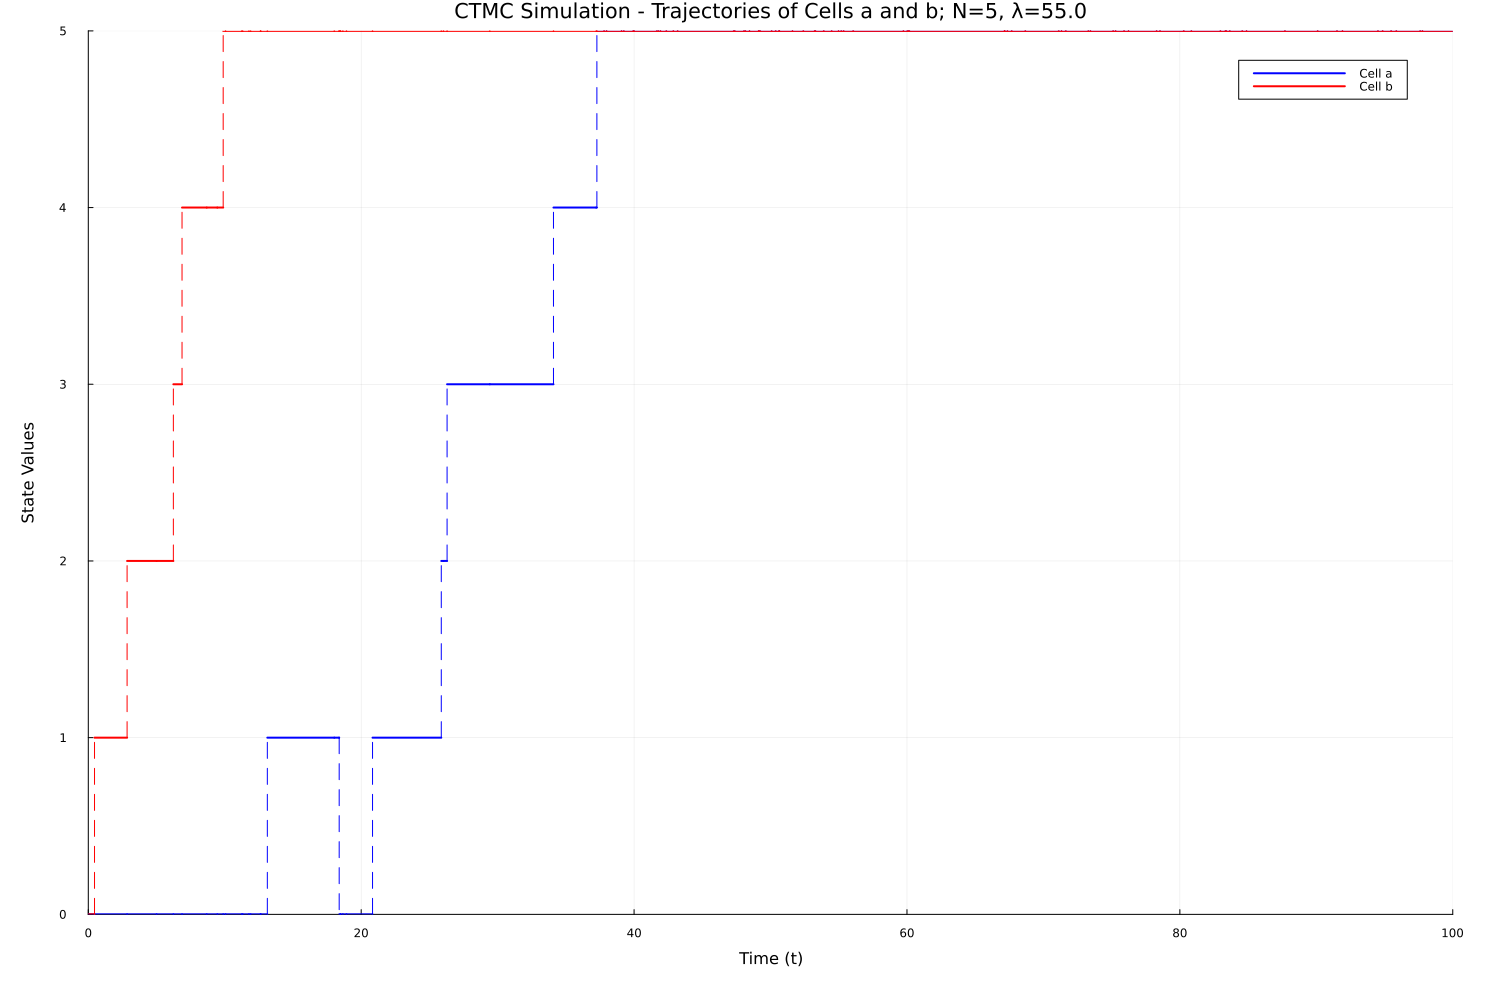 CTMC Simulation - Trajectories of Cells a and b; N=5, λ=55.0
5
Cell a
Cell b
4
3
State Values
2
1
0
0 20 40 60 80 100
Time (t)